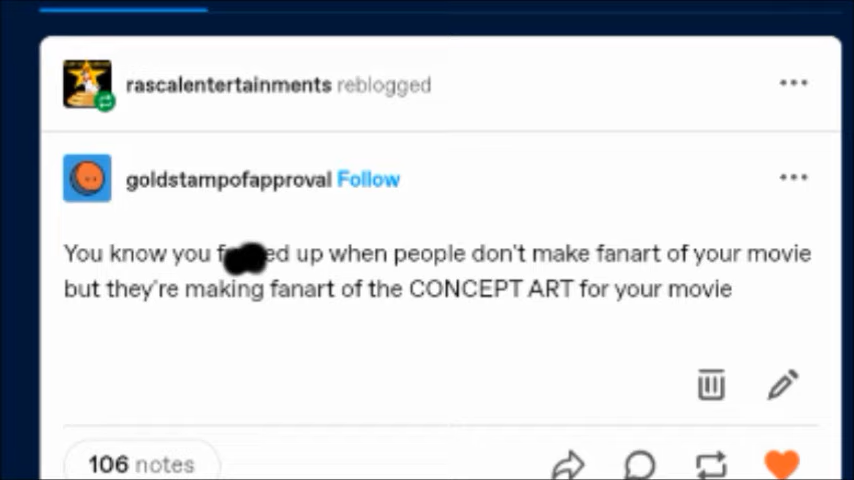 rascalentertainments reblogged
goldstampofapproval Follow
You know you up when people don't make fanart of your movie
but they're making fanart of the CONCEPT ART for your movie
106 notes